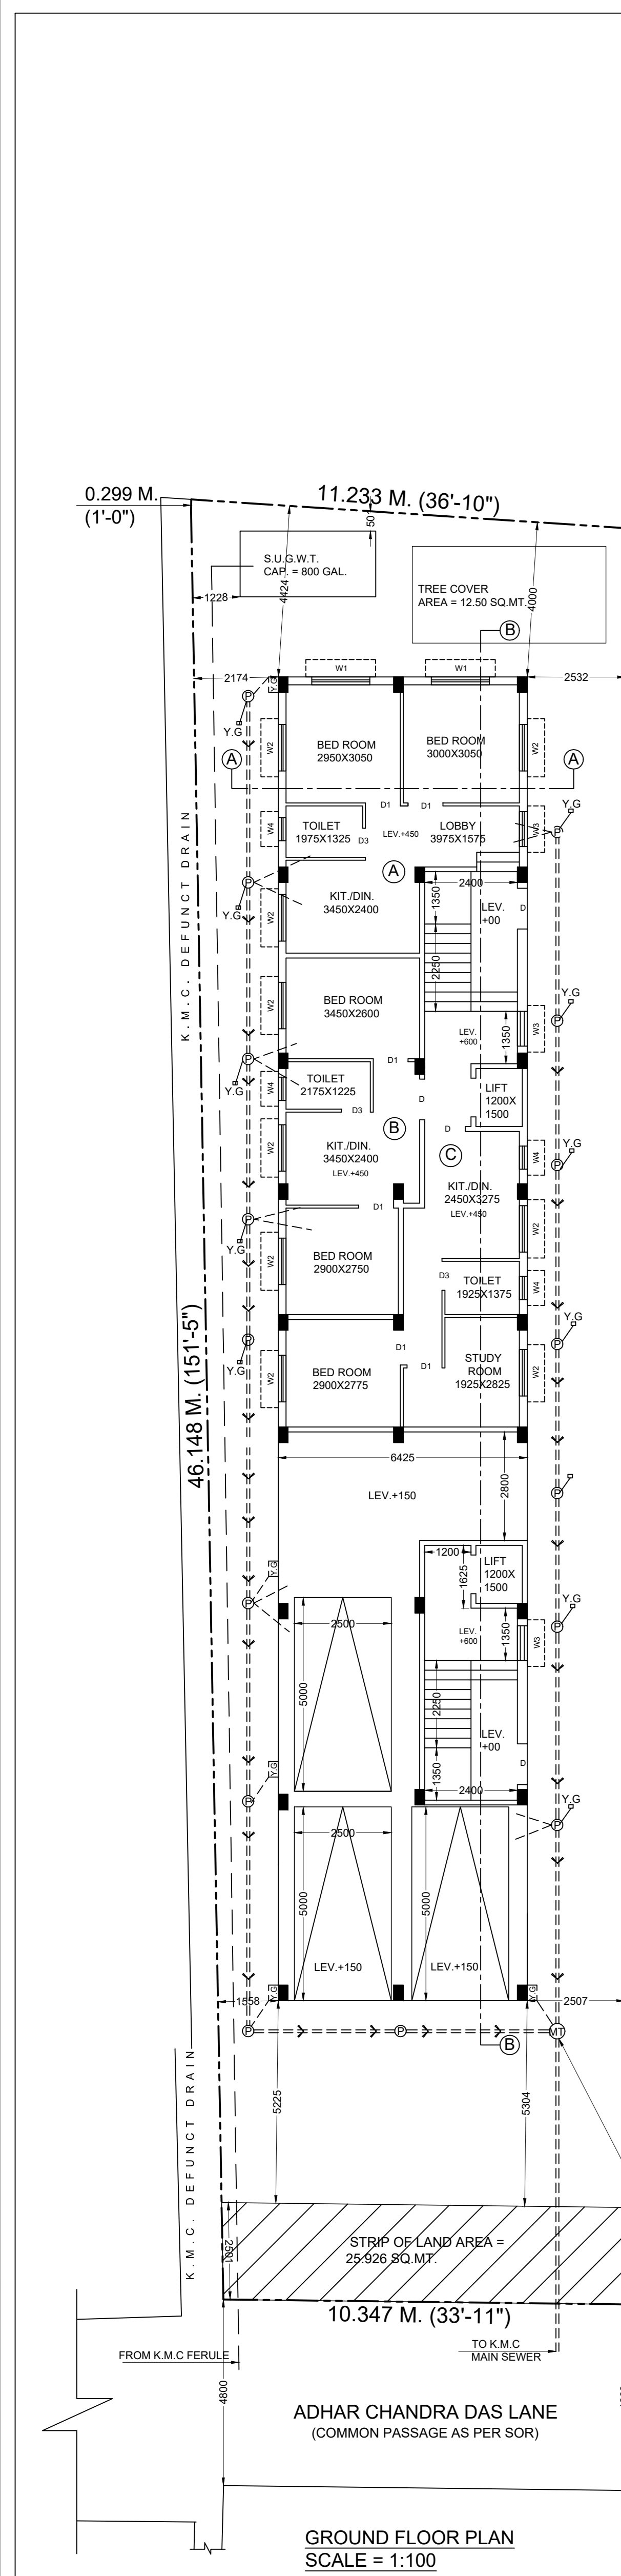 0.299 M.
(1'-0")
11.233 M. (36'-10")
S.U.G.W.T.
CAP. = 800 GAL.
1228
4424
TREE COVER
AREA = 12.50 SQ.MT.
4000
B
2174
Y.G
W1
W1
2532
P
Y.G
W2
BED ROOM
2950X3050
BED ROOM
3000X3050
W2
A
A
K.M.C. DEFUNCT DRAIN
Y.G
D1
D1
W4
TOILET
1975X1325
D3
LEV.+450
LOBBY
3975X1575
W3
P
A
P
Y.G
W2
KIT./DIN.
3450X2400
2400
1350
LEV.
+00
D
2250
W2
BED ROOM
3450X2600
Y.G
P
LEV.
+600
1350
W3
P
Y.G
D1
W4
TOILET
2175X1225
D3
D
LIFT
1200X
1500
B
D
C
Y.G
P
W4
W2
KIT./DIN.
3450X2400
LEV.+450
KIT./DIN.
2450X3275
LEV.+450
W2
P
Y.G
D1
W2
BED ROOM
2900X2750
D3
TOILET
1925X1375
W4
46.148 M. (151'-5")
P
Y.G
Y.G
P
D1
D1
W2
BED ROOM
2900X2775
STUDY
ROOM
1925X2825
W2
6425
LEV.+150
2800
P
1200
1625
LIFT
1200X
1500
Y.G
P
2500
5000
LEV.
+600
1350
W3
P
Y.G
2250
LEV.
+00
1350
D
2400
Y.G
P
Y.G
P
2500
5000
5000
LEV.+150
LEV.+150
Y.G
Y.G
1558
2507
P
P
MT
B
K.M.C. DEFUNCT DRAIN
5225
5304
2501
STRIP OF LAND AREA =
25.926 SQ.MT.
10.347 M. (33'-11")
FROM K.M.C FERULE
TO K.M.C
MAIN SEWER
4800
ADHAR CHANDRA DAS LANE
(COMMON PASSAGE AS PER SOR)
GROUND FLOOR PLAN
SCALE = 1:100